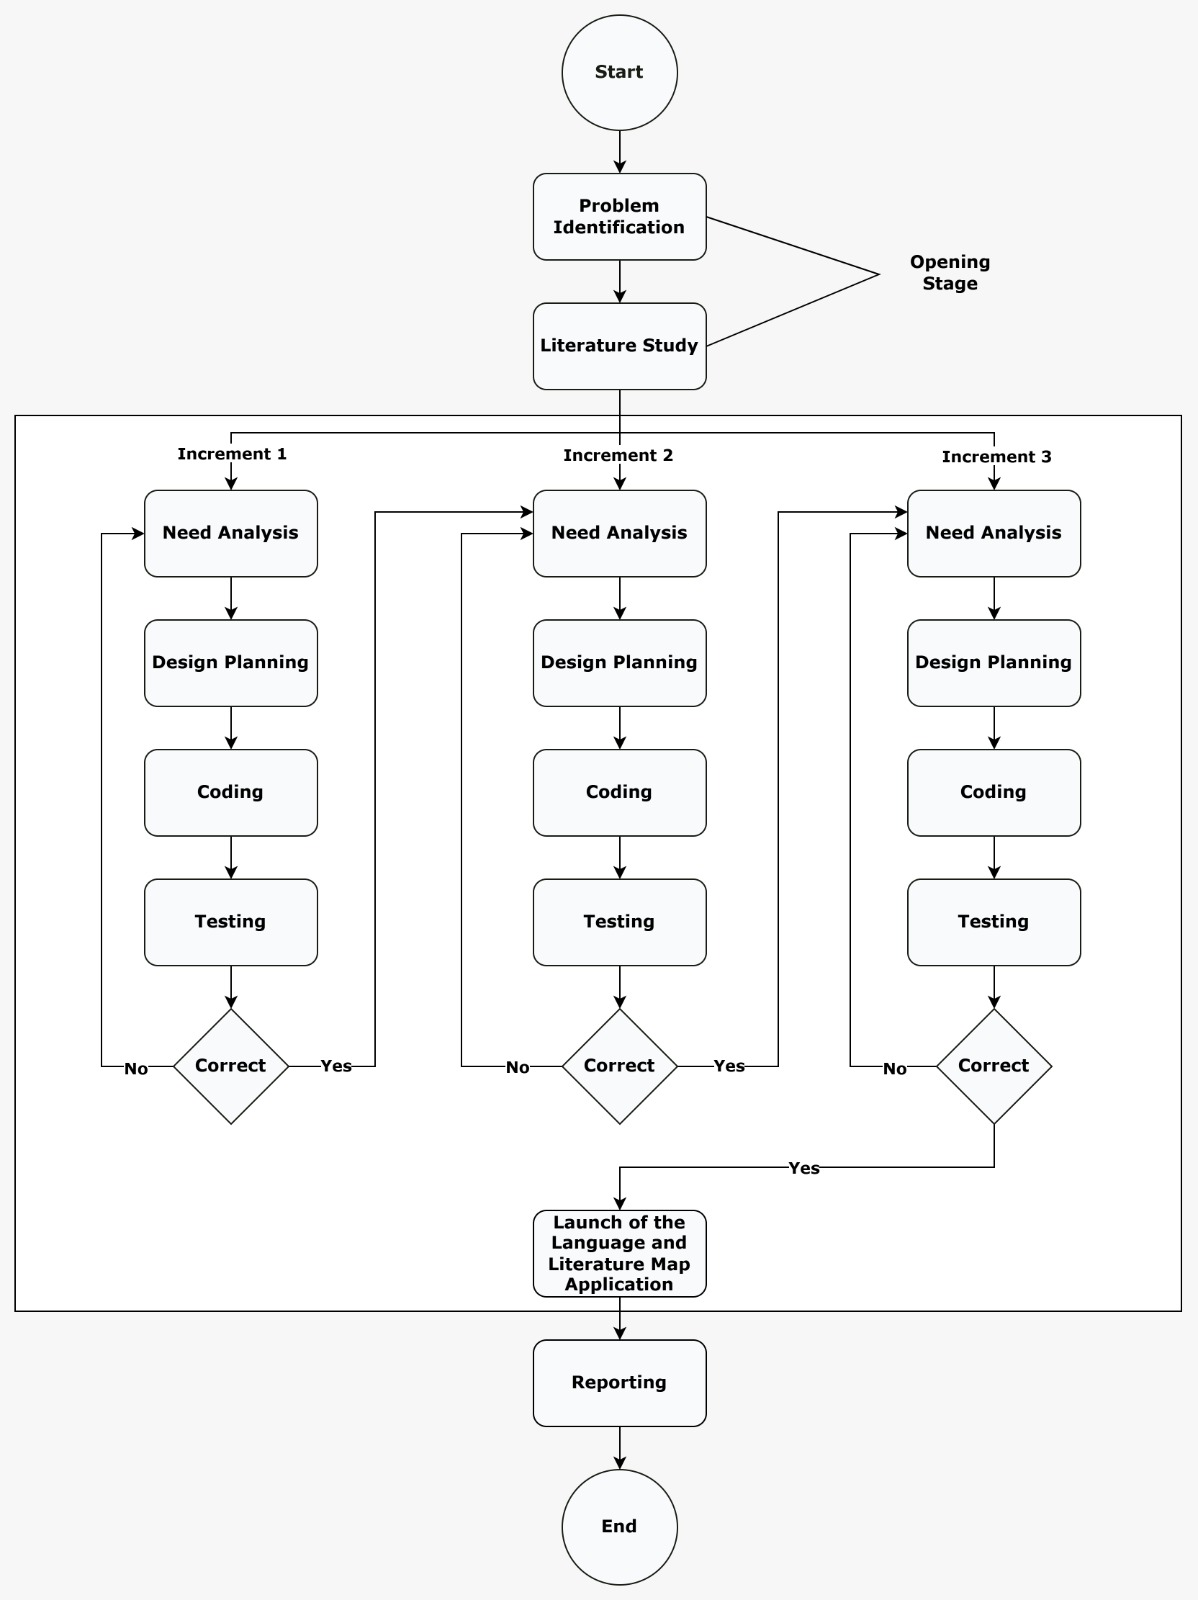 Start
Problem
Identification
Opening
Stage
Literature Study
Increment 1
Increment 2
Increment 3
Need Analysis
Need Analysis
Need Analysis
Design Planning
Design Planning
Design Planning
Coding
Coding
Coding
Testing
Testing
Testing
Correct
Correct
Correct
No
Yes
No
Yes
No
Yes
Launch of the
Language and
Literature Map
Application
Reporting
End